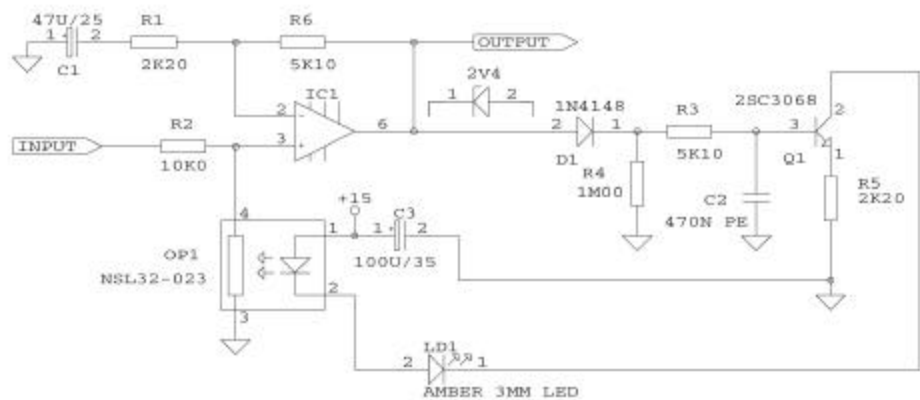 47U/25
1
2
C1
R1
2K20
R6
5K10
OUTPUT
2V4
1
2
IC1
2
3
6
INPUT
R2
10K0
1N4148
2
1
D1
R3
5K10
2SC3068
2
3
1
Q1
R4
1M00
C2
470N PE
R5
2K20
+15
C3
1
2
100U/35
4
1
2
3
OP1
NSL32-023
LD1
2
1
AMBER 3MM LED